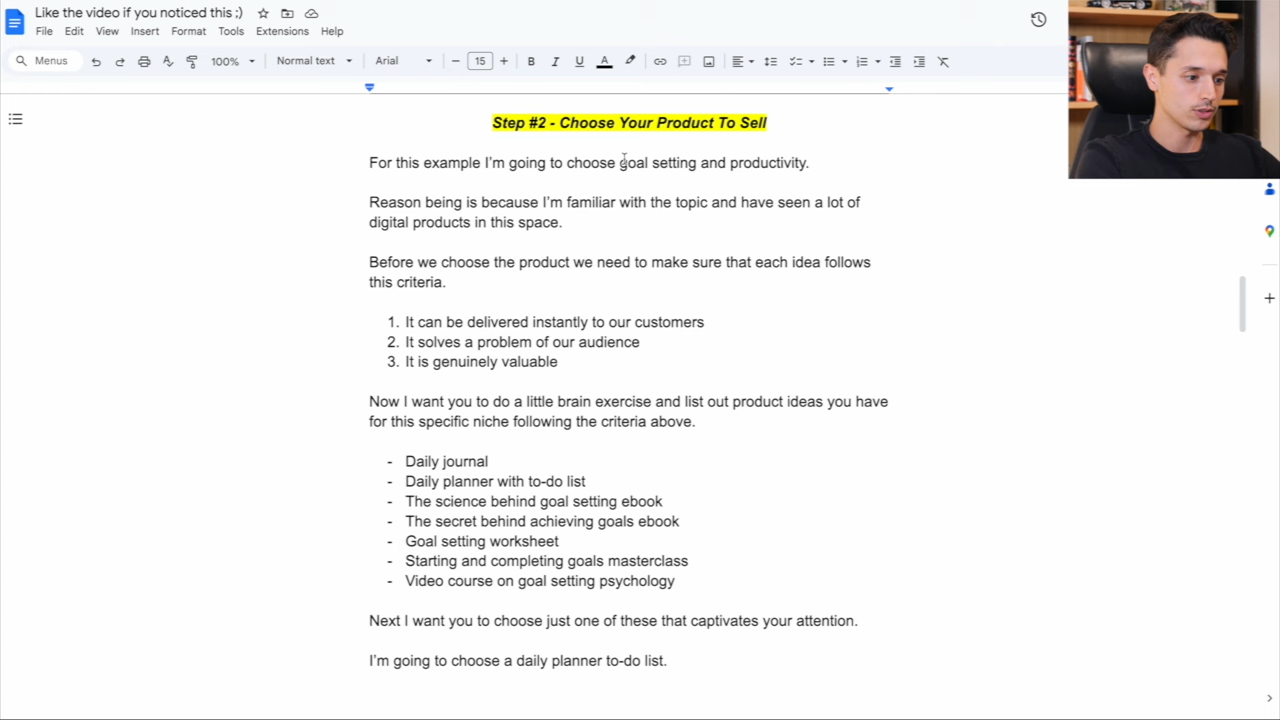 Like the video if you noticed this ;)
File Edit View Insert Format Tools Extensions Help
Menus 100% Normal text Arial 15
Step #2 - Choose Your Product To Sell
For this example I'm going to choose goal setting and productivity.
Reason being is because I'm familiar with the topic and have seen a lot of
digital products in this space.
Before we choose the product we need to make sure that each idea follows
this criteria.
1. It can be delivered instantly to our customers
2. It solves a problem of our audience
3. It is genuinely valuable
Now I want you to do a little brain exercise and list out product ideas you have
for this specific niche following the criteria above.
- Daily journal
- Daily planner with to-do list
- The science behind goal setting ebook
- The secret behind achieving goals ebook
- Goal setting worksheet
- Starting and completing goals masterclass
- Video course on goal setting psychology
Next I want you to choose just one of these that captivates your attention.
I'm going to choose a daily planner to-do list.